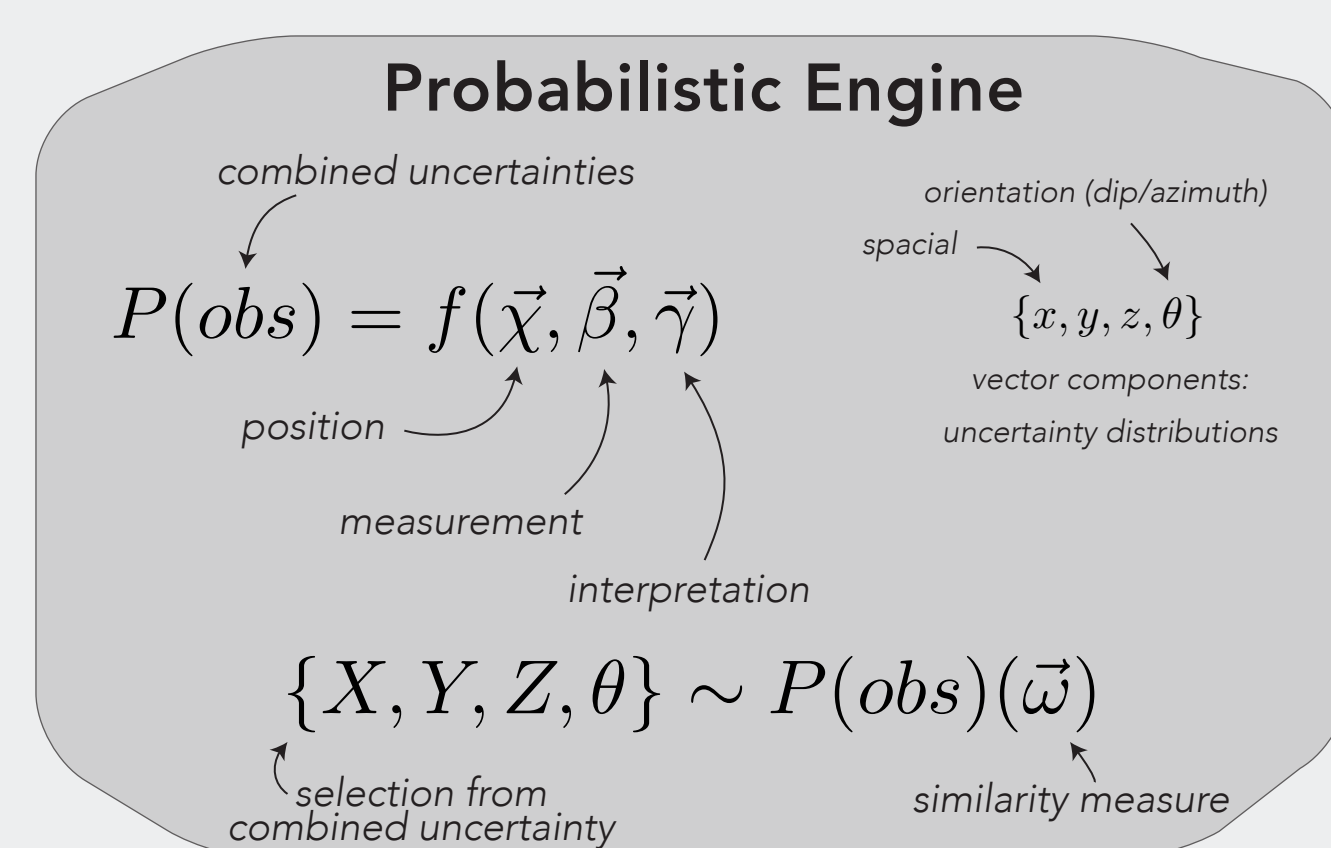 Probabilistic Engine
combined uncertainties
orientation (dip/azimuth)
spacial
P(obs) = f(χ⃗, β⃗, γ⃗)
{x, y, z, θ}
vector components:
uncertainty distributions
position
measurement
interpretation
{X, Y, Z, θ} ∼ P(obs)(ω⃗)
selection from
combined uncertainty
similarity measure